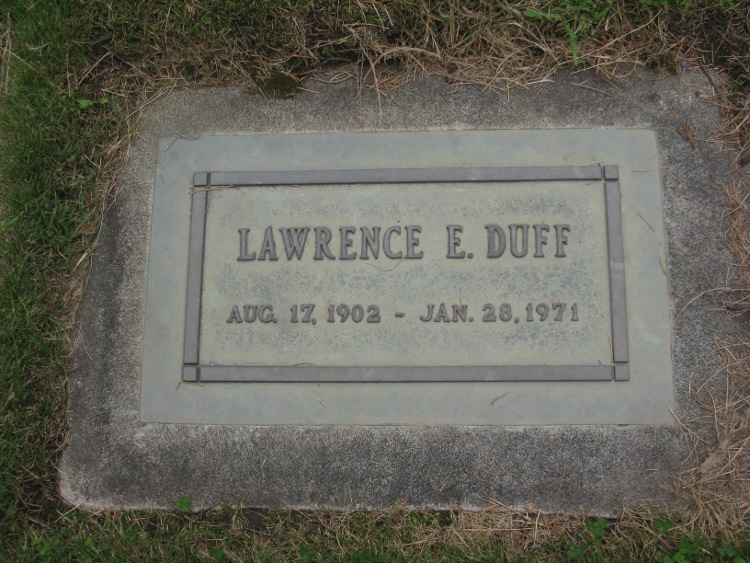 LAWRENCE E. DUFF
AUG. 17, 1902 - JAN. 28, 1971